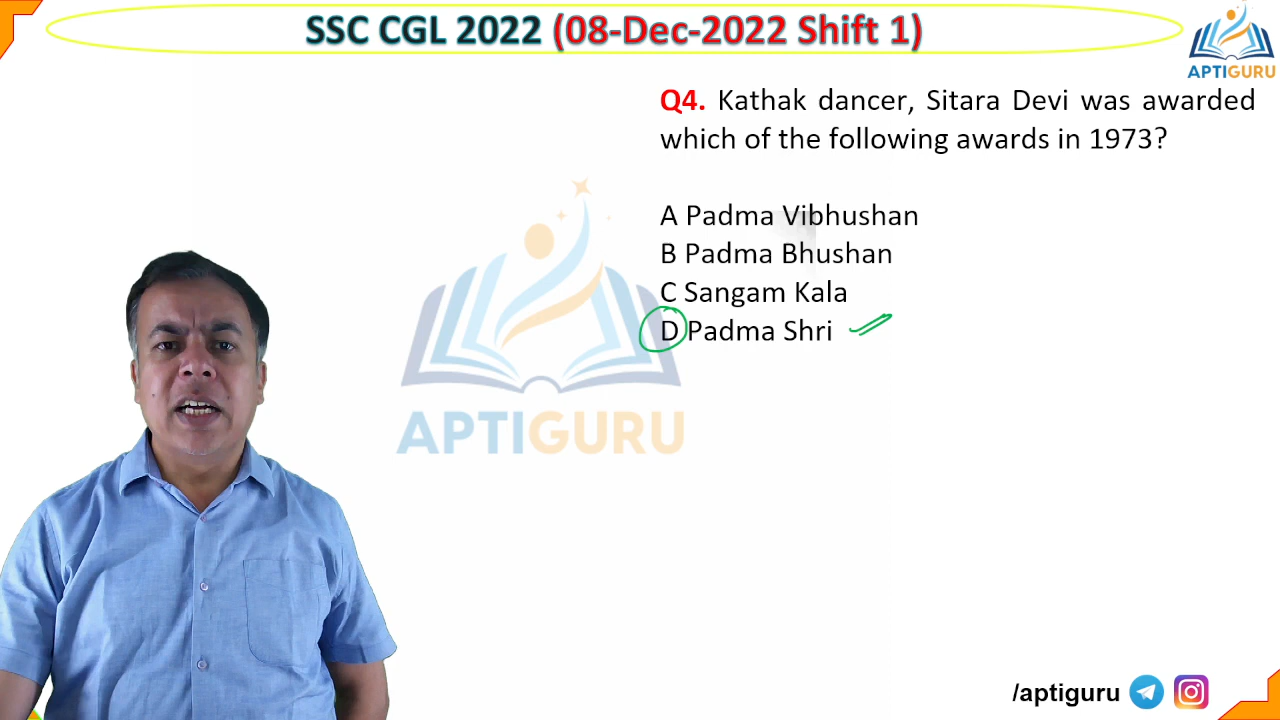 SSC CGL 2022 (08-Dec-2022 Shift 1)
APTIGURU
Q4. Kathak dancer, Sitara Devi was awarded
which of the following awards in 1973?
A Padma Vibhushan
B Padma Bhushan
C Sangam Kala
D Padma Shri
APTIGURU
/aptiguru